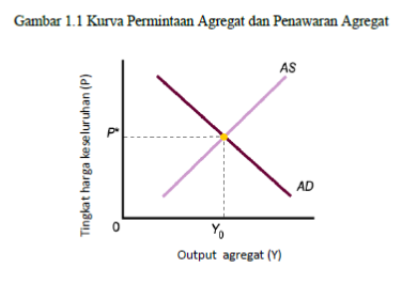 Gambar 1.1 Kurva Permintaan Agregat dan Penawaran Agregat
AS
Tingkat harga keseluruhan (P)
P*
AD
0
Y₀
Output agregat (Y)